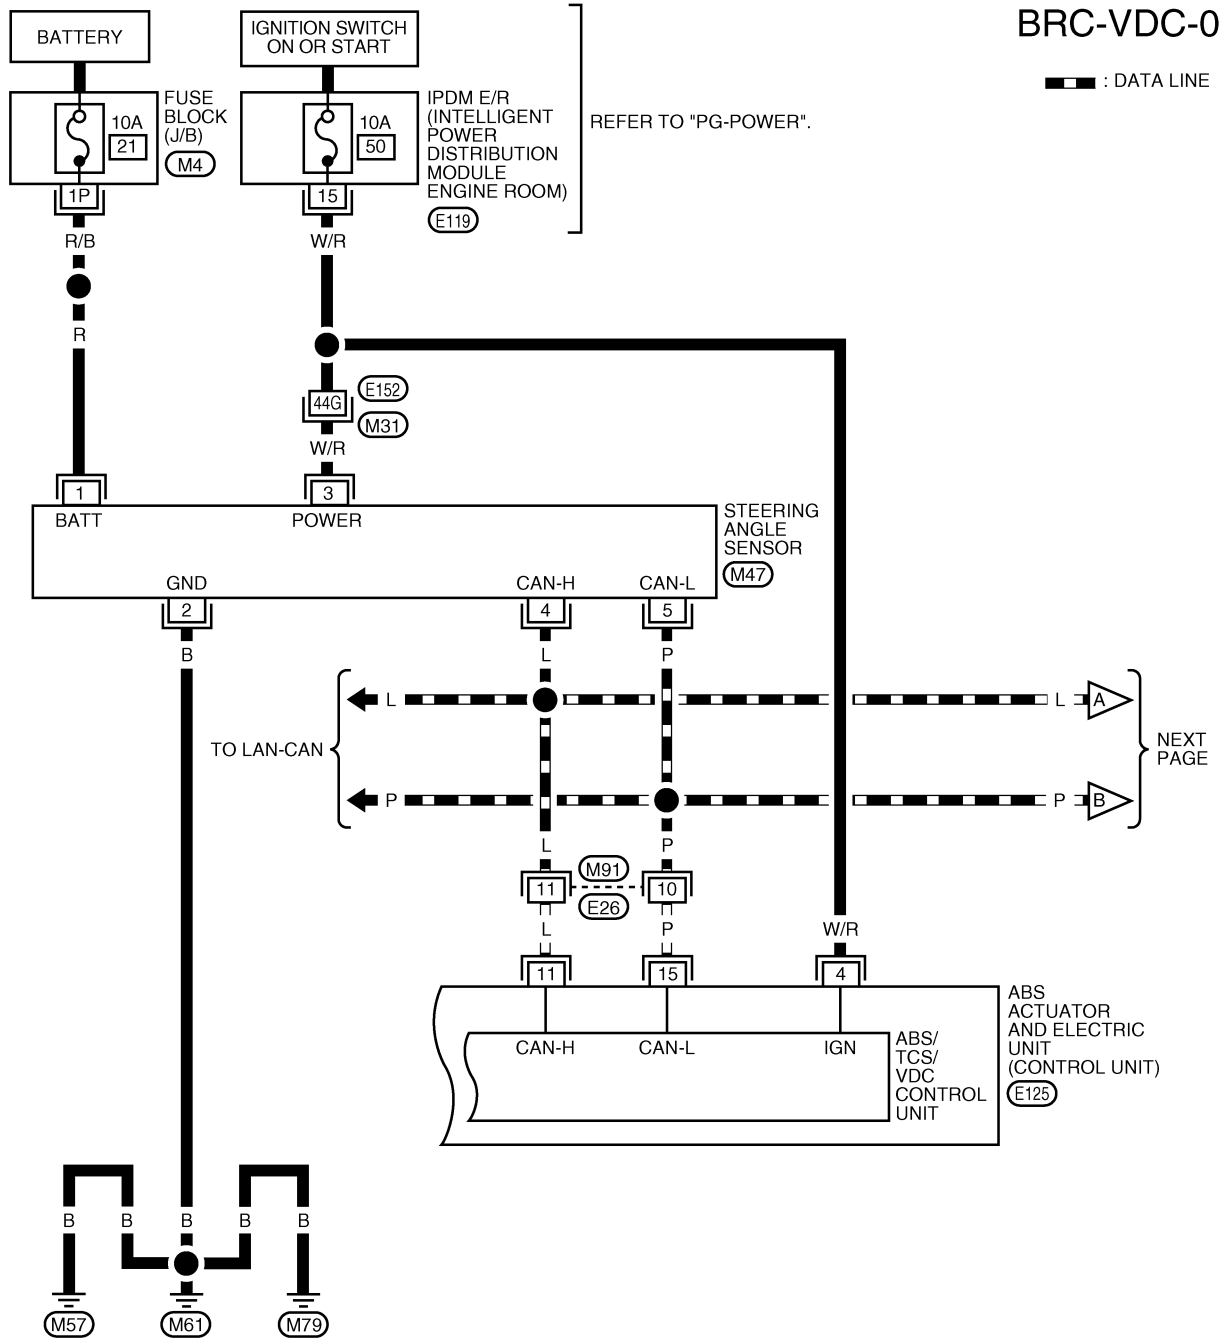 BRC-VDC-0
: DATA LINE
BATTERY
IGNITION SWITCH
ON OR START
10A
21
FUSE
BLOCK
(J/B)
M4
10A
50
IPDM E/R
(INTELLIGENT
POWER
DISTRIBUTION
MODULE
ENGINE ROOM)
E119
REFER TO "PG-POWER".
1P
15
R/B
W/R
R
44G
E152
M31
W/R
1
3
BATT
POWER
STEERING
ANGLE
SENSOR
M47
GND
CAN-H
CAN-L
2
4
5
B
L
P
L
L
A
TO LAN-CAN
NEXT
PAGE
P
P
B
L
P
M91
11
10
E26
L
P
W/R
11
15
4
ABS
ACTUATOR
AND ELECTRIC
UNIT
(CONTROL UNIT)
E125
CAN-H
CAN-L
IGN
ABS/
TCS/
VDC
CONTROL
UNIT
B
B
B
B
B
M57
M61
M79